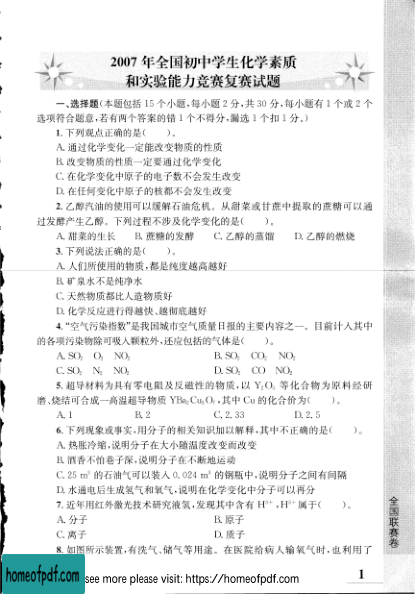 2007 年全国初中学生化学素质
和实验能力竞赛复赛试题
一、选择题(本题包括 15 个小题,每小题 2 分,共 30 分,每小题有 1 个或 2 个
选项符合题意,若有两个答案的错 1 个不得分,漏选 1 个扣 1 分。)
1. 下列观点正确的是(　　)。
A. 通过化学变化一定能改变物质的性质
B. 改变物质的性质一定要通过化学变化
C. 在化学变化中原子的电子数不会发生改变
D. 在任何变化中原子的核都不会发生改变
2. 乙醇汽油的使用可以缓解石油危机。从甜菜或甘蔗中提取的蔗糖可以通
过发酵产生乙醇。下列过程不涉及化学变化的是(　　)。
A. 甜菜的生长　B. 蔗糖的发酵　C. 乙醇的蒸馏　D. 乙醇的燃烧
3. 下列说法正确的是(　　)。
A. 人们所使用的物质,都是纯度越高越好
B. 矿泉水不是纯净水
C. 天然物质都比人造物质好
D. 化学反应进行得越快、越彻底越好
4. “空气污染指数”是我国城市空气质量日报的主要内容之一。目前计入其中
的各项污染物除可吸入颗粒外,还应包括的气体是(　　)。
A. SO₂　O₃　NO₂　B. SO₂　CO₂　NO₂
C. SO₂　N₂　NO₂　D. SO₂　CO　NO₂
5. 超导材料为具有零电阻及反磁性的物质,以 Y₂O₃ 等化合物为原料经研
磨、烧结可合成一高温超导物质 YBa₂Cu₃O₇,其中 Cu 的化合价为(　　)。
A. 1　B. 2　C. 2.33　D. 2.5
6. 下列现象或事实,用分子的相关知识加以解释,其中不正确的是(　　)。
A. 热胀冷缩,说明分子在大小随温度改变而改变
B. 酒香不怕巷子深,说明分子在不断地运动
C. 25 m³ 的石油气可以装入 0.024 m³ 的钢瓶中,说明分子之间有间隔
D. 水通电后生成氢气和氧气,说明在化学变化中分子可以再分
7. 近年用红外激光技术研究液氢,发现其中含有 H³⁺,H³⁺属于(　　)。
A. 分子　B. 原子
C. 离子　D. 质子
8. 如图所示装置,有洗气、储气等用途。在医院给病人输氧气时,也利用了
全国联赛卷
1
homeofpdf.com
see more please visit: https://homeofpdf.com